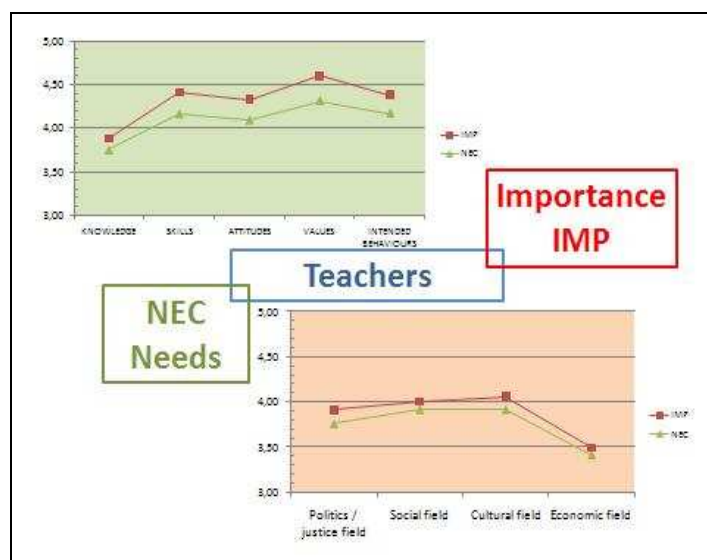 5,00
4,50
4,00
3,50
3,00
KNOWLEDGE SKILLS ATTITUDES VALUES INTENDED
BEHAVIOURS
IMP
NEC
Importance
IMP
Teachers
NEC
Needs
5,00
4,50
4,00
3,50
3,00
Politics / Social field Cultural field Economic field
justice field
IMP
NEC